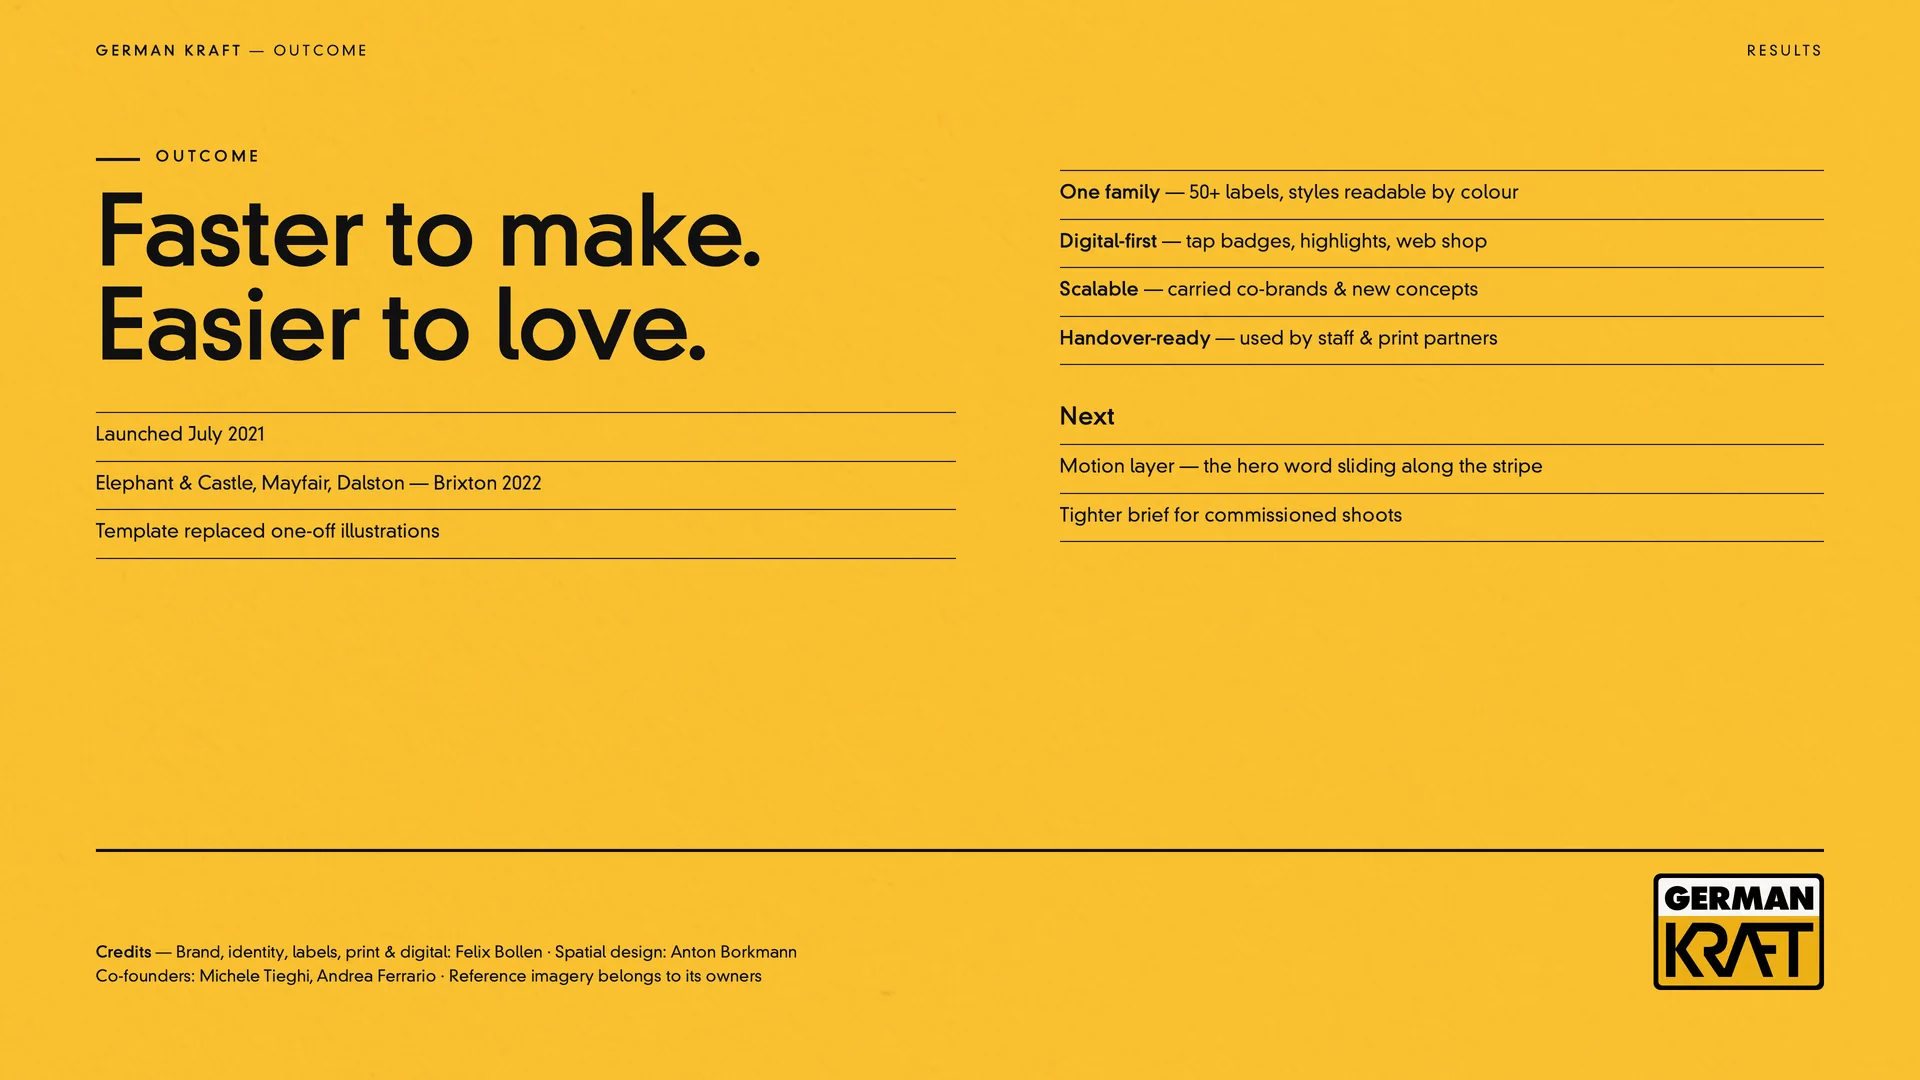 GERMAN KRAFT — OUTCOME
RESULTS
OUTCOME
Faster to make.
Easier to love.
Launched July 2021
Elephant & Castle, Mayfair, Dalston — Brixton 2022
Template replaced one-off illustrations
One family — 50+ labels, styles readable by colour
Digital-first — tap badges, highlights, web shop
Scalable — carried co-brands & new concepts
Handover-ready — used by staff & print partners
Next
Motion layer — the hero word sliding along the stripe
Tighter brief for commissioned shoots
Credits — Brand, identity, labels, print & digital: Felix Bollen · Spatial design: Anton Borkmann
Co-founders: Michele Tieghi, Andrea Ferrario · Reference imagery belongs to its owners
GERMAN
KRAFT